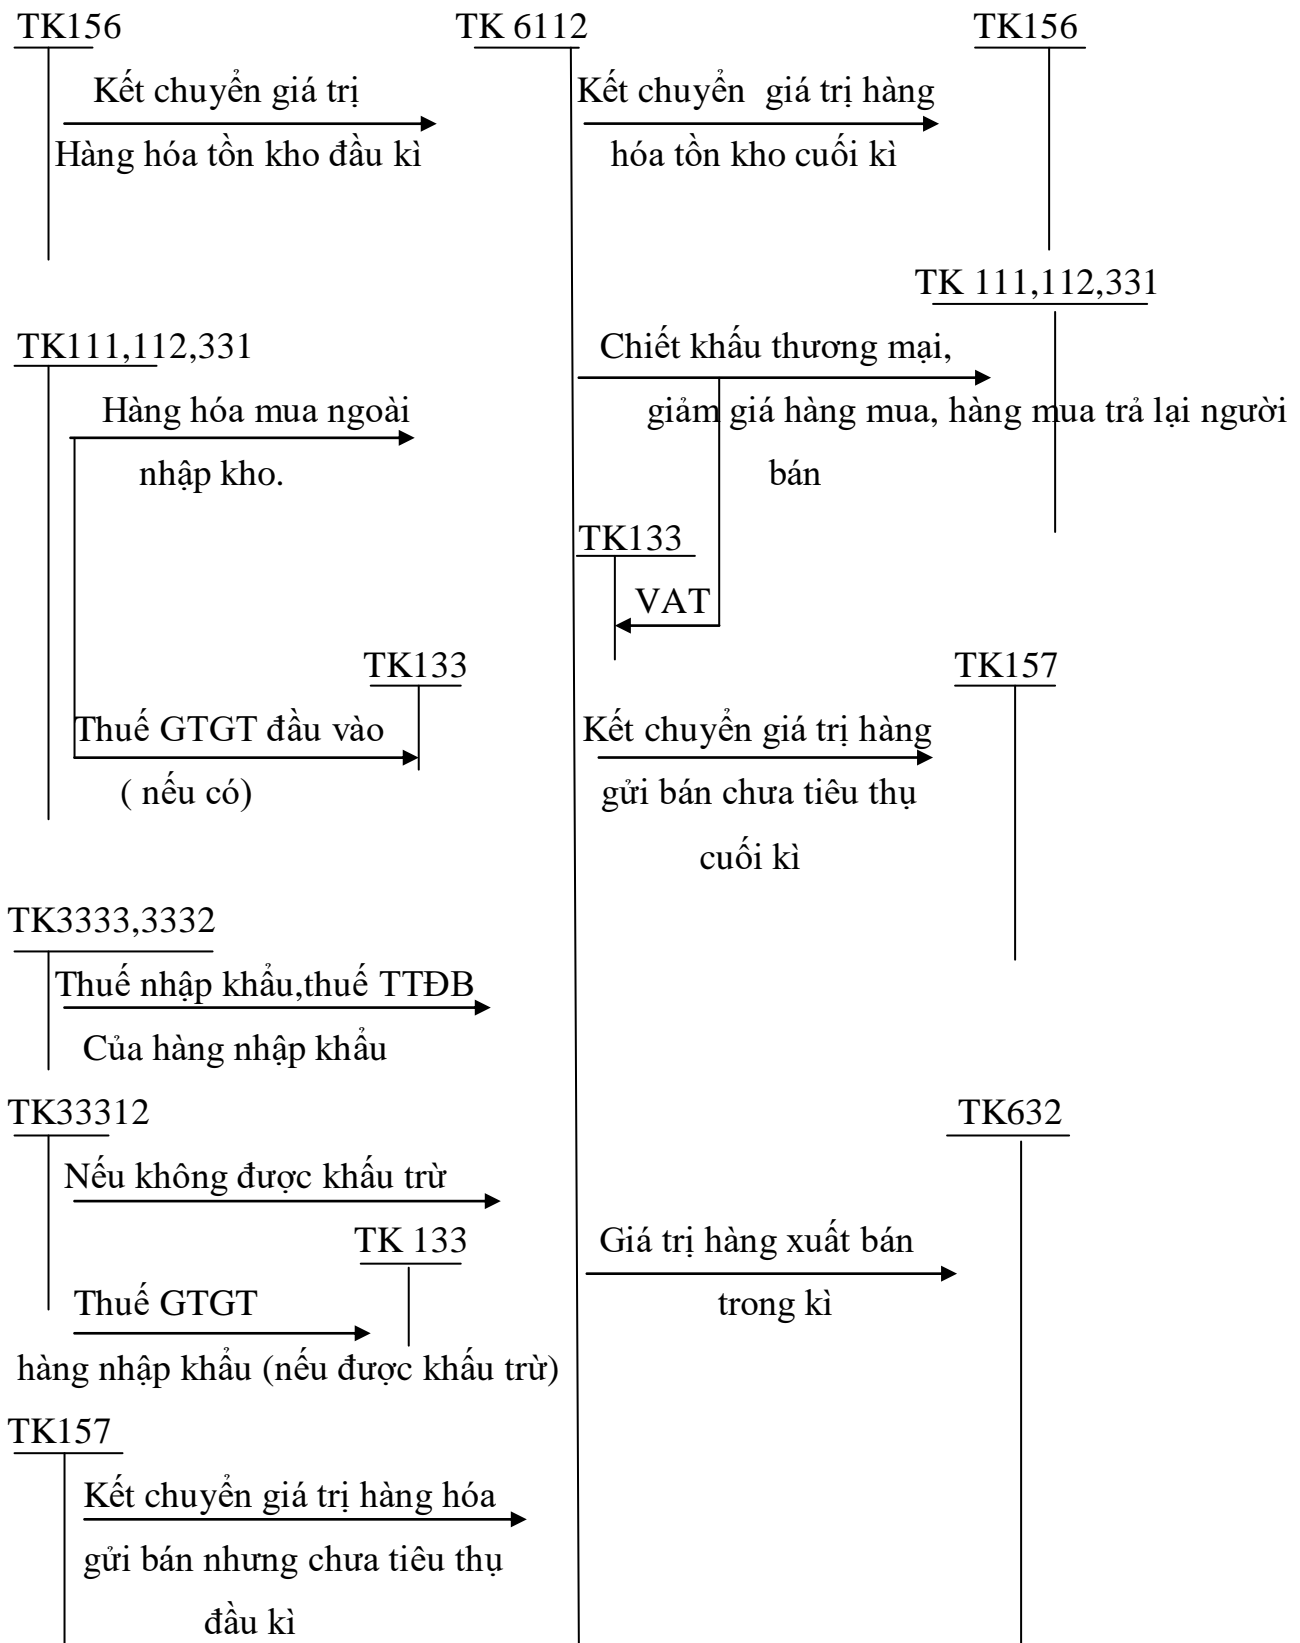 TK156
TK 6112
TK156
Kết chuyển giá trị
Kết chuyển giá trị hàng
Hàng hóa tồn kho đầu kì
hóa tồn kho cuối kì
TK 111,112,331
TK111,112,331
Chiết khấu thương mại,
Hàng hóa mua ngoài
giảm giá hàng mua, hàng mua trả lại người
nhập kho.
bán
TK133
VAT
TK133
TK157
Thuế GTGT đầu vào
Kết chuyển giá trị hàng
( nếu có)
gửi bán chưa tiêu thụ
cuối kì
TK3333,3332
Thuế nhập khẩu,thuế TTĐB
Của hàng nhập khẩu
TK33312
TK632
Nếu không được khấu trừ
TK 133
Giá trị hàng xuất bán
Thuế GTGT
trong kì
hàng nhập khẩu (nếu được khấu trừ)
TK157
Kết chuyển giá trị hàng hóa
gửi bán nhưng chưa tiêu thụ
đầu kì